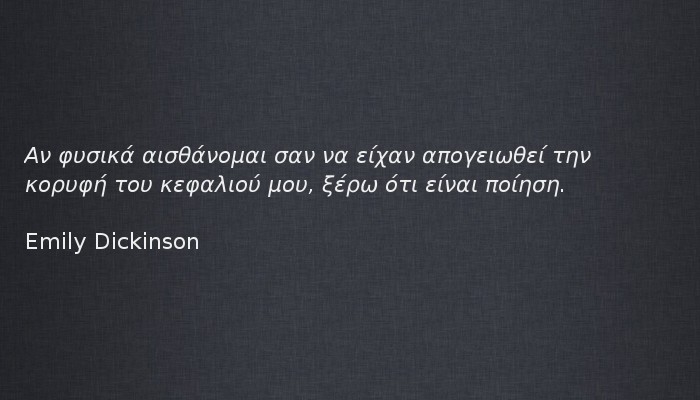 Αν φυσικά αισθάνομαι σαν να είχαν απογειωθεί την
κορυφή του κεφαλιού μου, ξέρω ότι είναι ποίηση.
Emily Dickinson